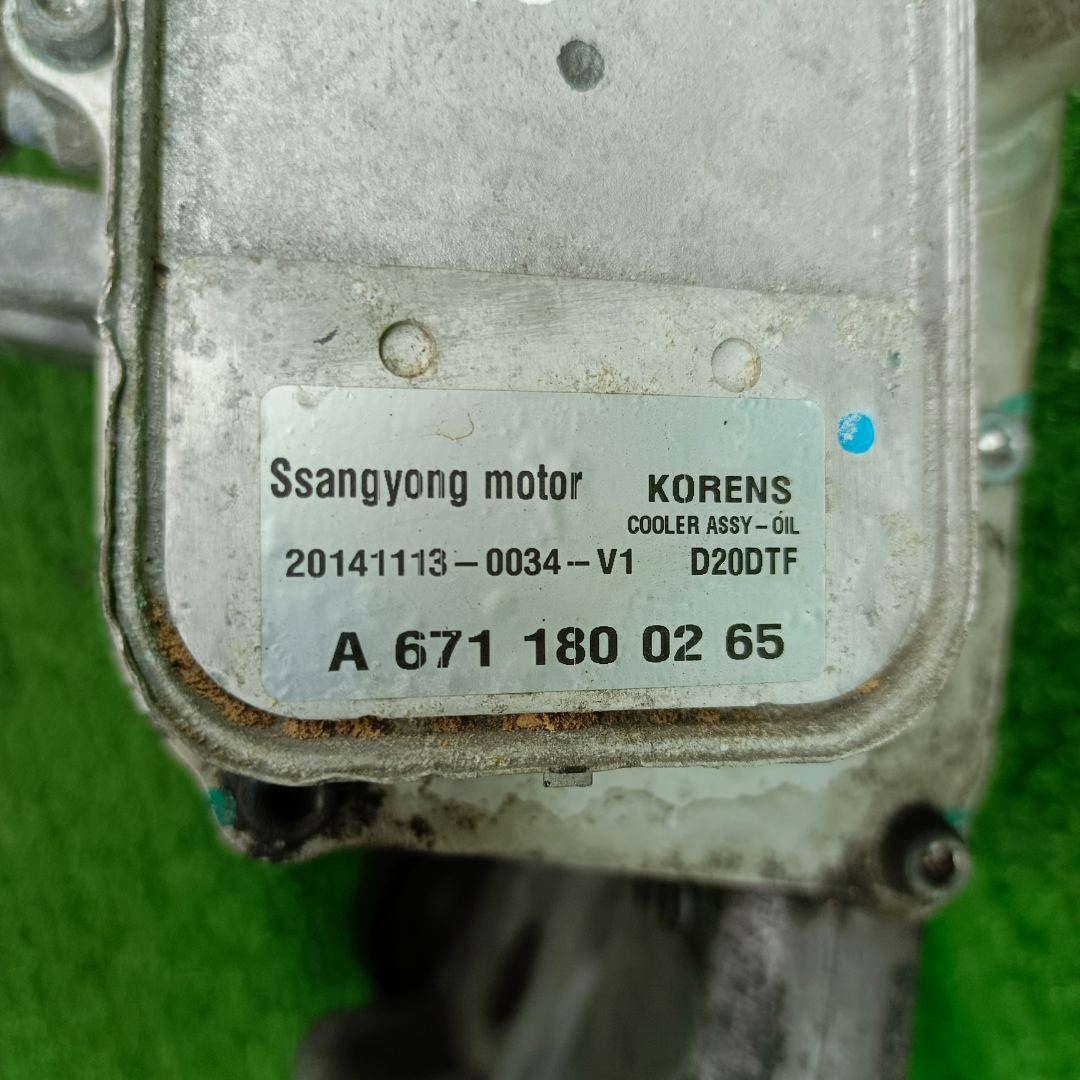 Ssangyong motor KORENS
COOLER ASSY-OIL
20141113-0034-V1 D20DTF
A 671 180 02 65